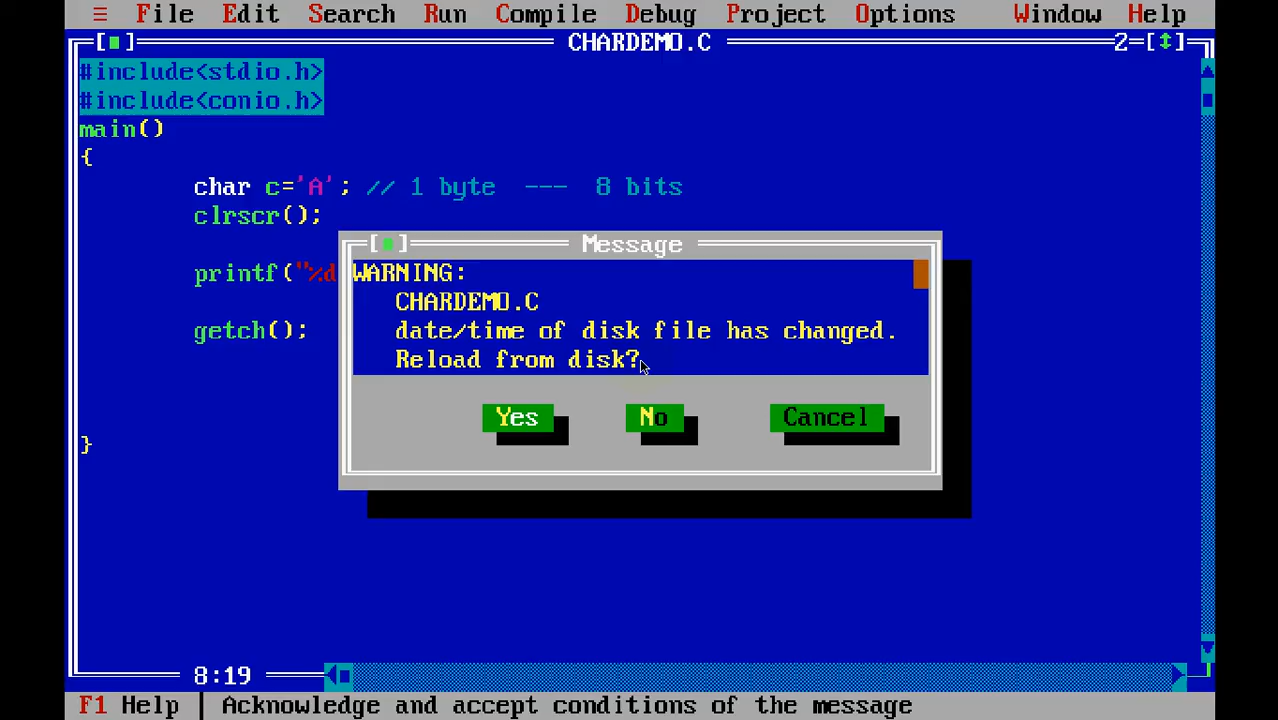 ≡ File Edit Search Run Compile Debug Project Options Window Help
[■] CHARDEMO.C 2=[↕]
#include<stdio.h>
#include<conio.h>
main()
{
char c='A'; // 1 byte --- 8 bits
clrscr();
printf("%d
getch();
}
[■] Message
WARNING:
CHARDEMO.C
date/time of disk file has changed.
Reload from disk?
Yes No Cancel
8:19
F1 Help │ Acknowledge and accept conditions of the message